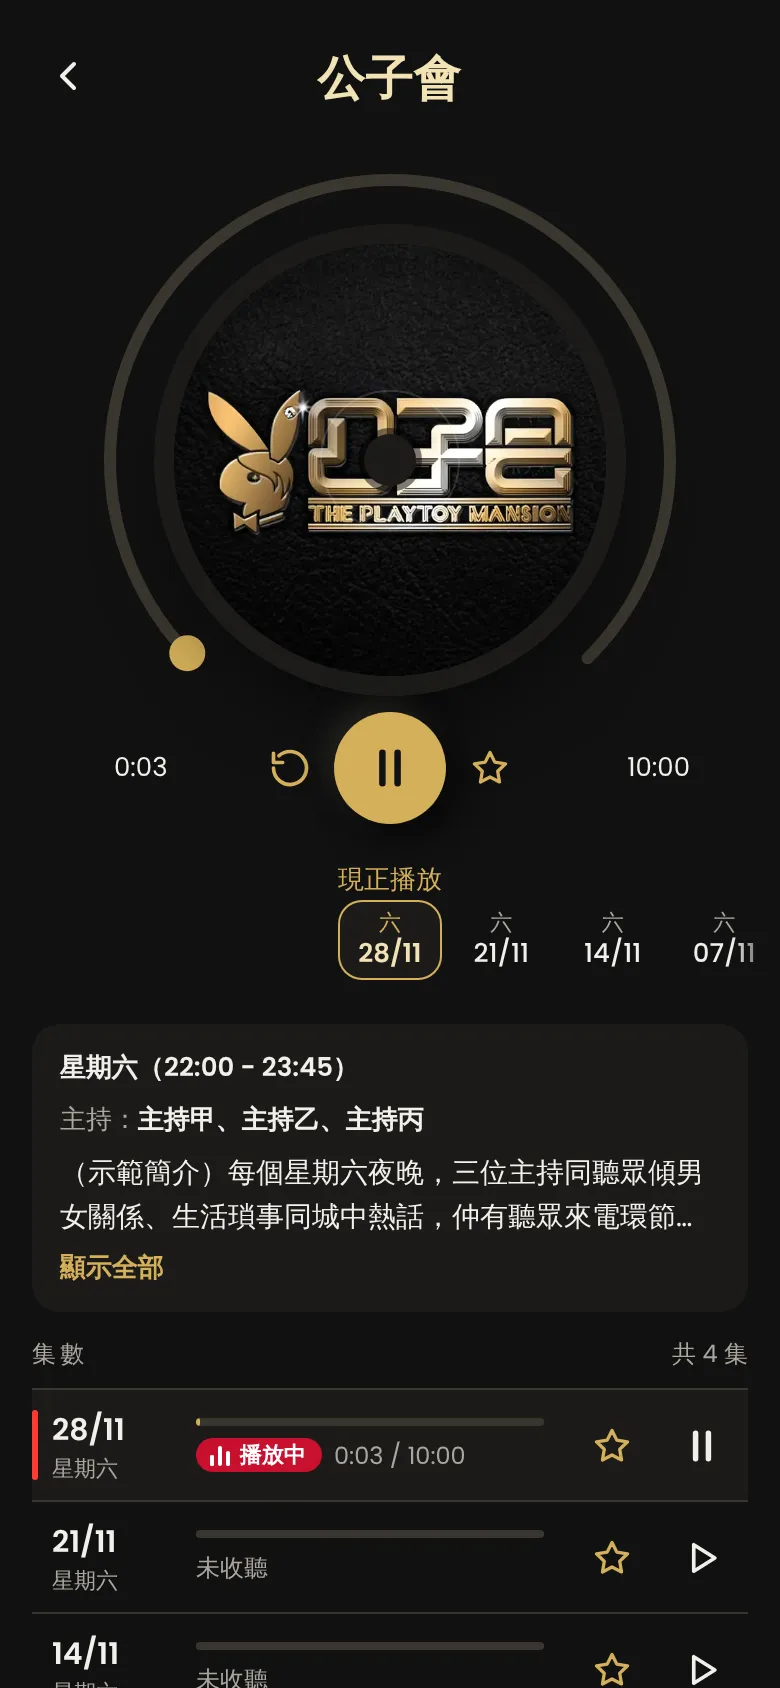 公子會
THE PLAYTOY MANSION
0:03
10:00
現正播放
六 六 六 六
28/11 21/11 14/11 07/11
星期六（22:00 - 23:45）
主持：主持甲、主持乙、主持丙
（示範簡介）每個星期六夜晚，三位主持同聽眾傾男
女關係、生活瑣事同城中熱話，仲有聽眾來電環節...
顯示全部
集數 共 4 集
28/11
星期六
播放中 0:03 / 10:00
21/11
星期六
未收聽
14/11
星期六
未收聽